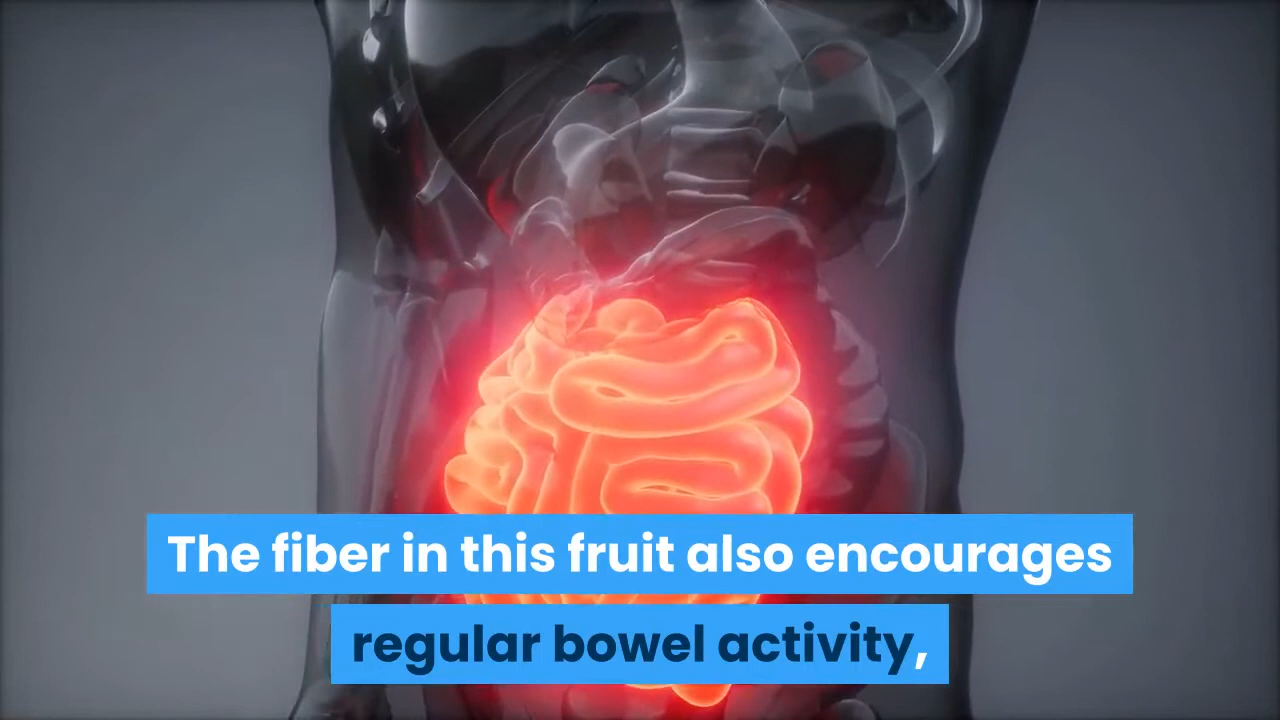 The fiber in this fruit also encourages
regular bowel activity,